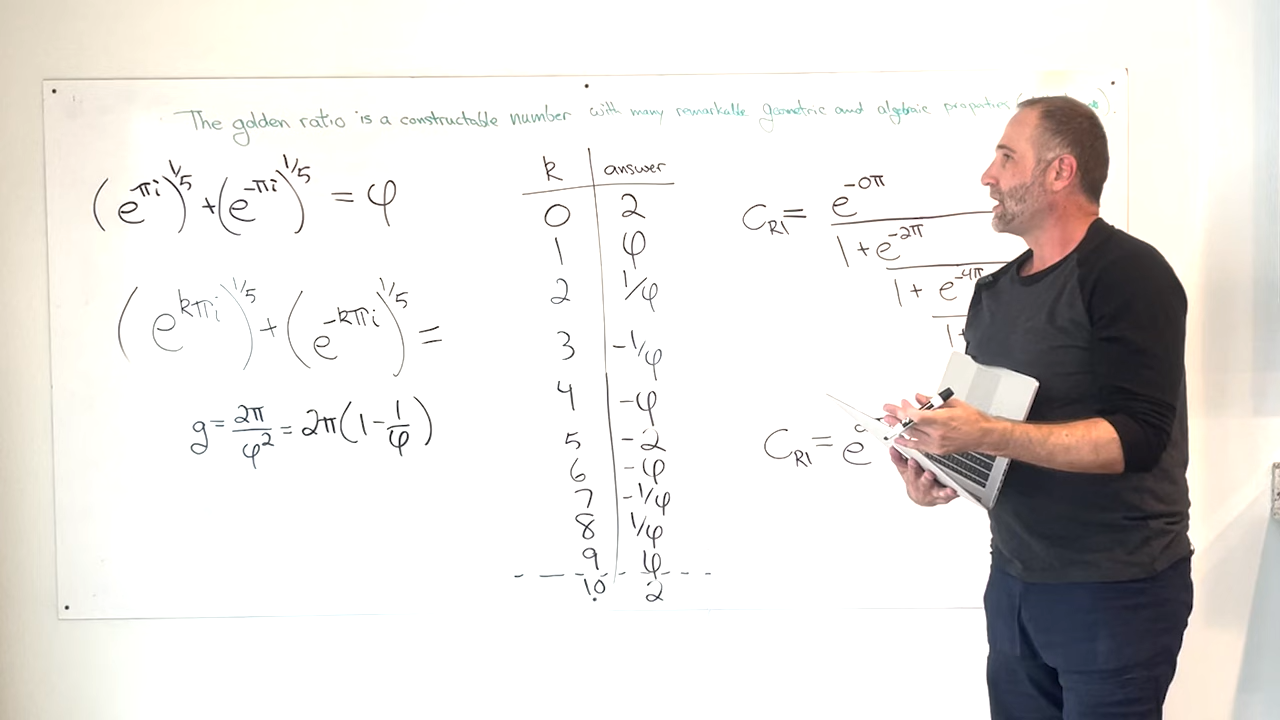 The golden ratio is a constructable number with many remarkable geometric and algebraic properties
(e^πi)^1/5 + (e^-πi)^1/5 = φ
(e^kπi)^1/5 + (e^-kπi)^1/5 =
g = 2π/φ² = 2π(1 - 1/φ)
k answer
0 2
1 φ
2 1/φ
3 -1/φ
4 -φ
5 -2
6 -φ
7 -1/φ
8 1/φ
9 φ
10 2
C_R1 = e^-0π
1 + e^-2π
1 + e^-4π
1+
C_R1 = e